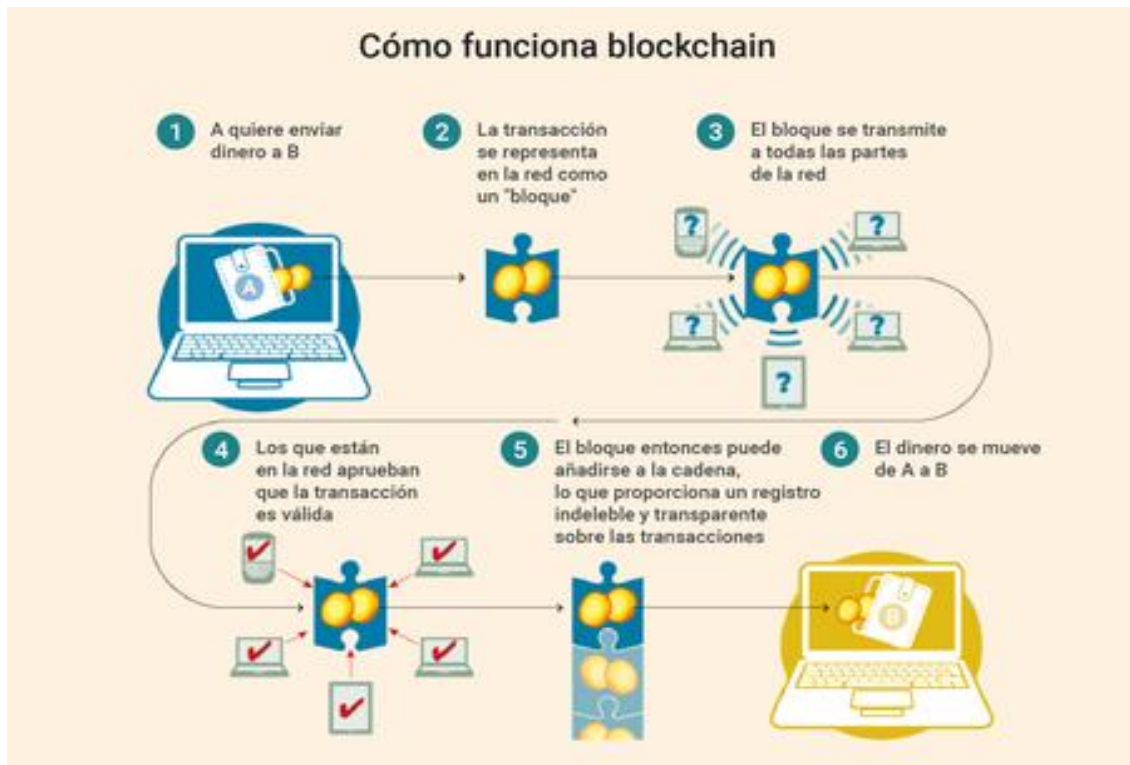 Cómo funciona blockchain
1
A quiere enviar
dinero a B
2
La transacción
se representa
en la red como
un "bloque"
3
El bloque se transmite
a todas las partes
de la red
A
?
?
?
?
?
4
Los que están
en la red aprueban
que la transacción
es válida
5
El bloque entonces puede
añadirse a la cadena,
lo que proporciona un registro
indeleble y transparente
sobre las transacciones
6
El dinero se mueve
de A a B
B